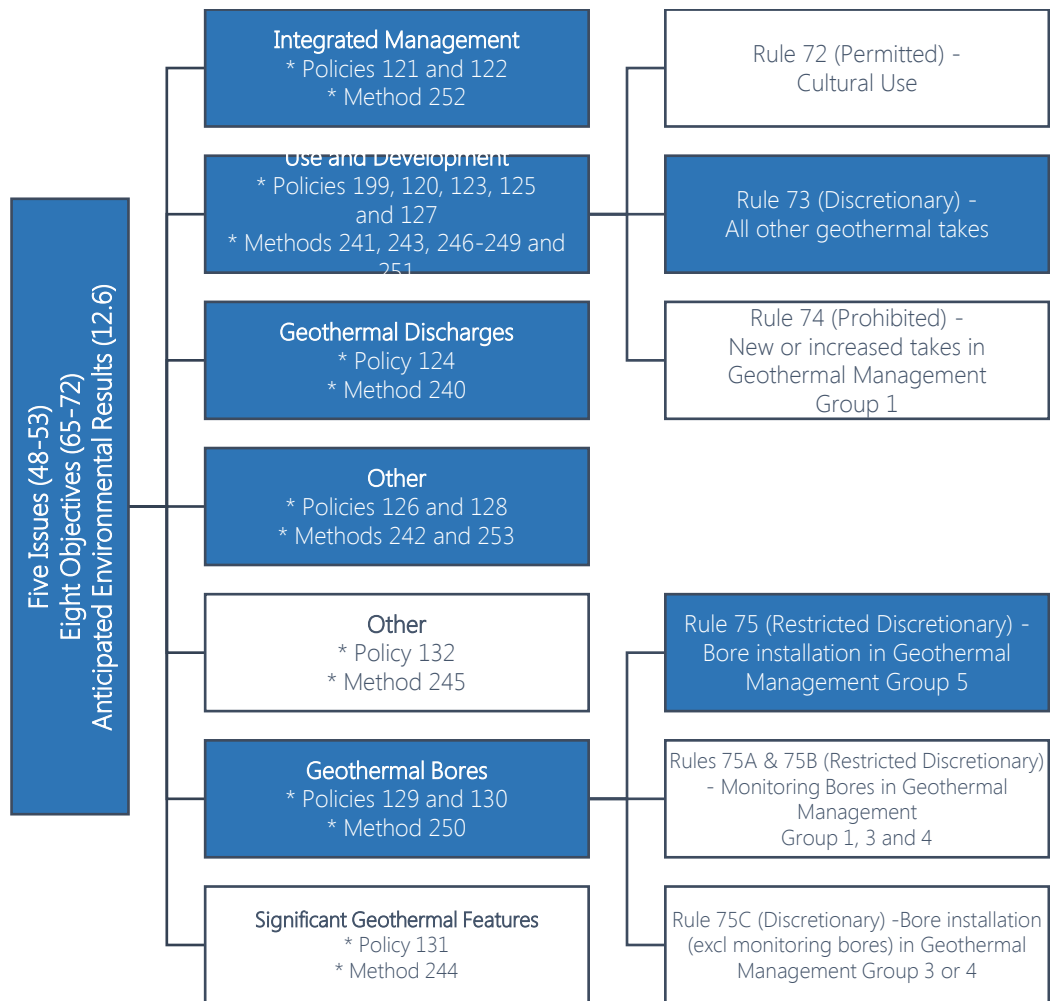 Five Issues (48-53)
Eight Objectives (65-72)
Anticipated Environmental Results (12.6)
Integrated Management
* Policies 121 and 122
* Method 252
Use and Development
* Policies 199, 120, 123, 125
and 127
* Methods 241, 243, 246-249 and
251
Geothermal Discharges
* Policy 124
* Method 240
Other
* Policies 126 and 128
* Methods 242 and 253
Other
* Policy 132
* Method 245
Geothermal Bores
* Policies 129 and 130
* Method 250
Significant Geothermal Features
* Policy 131
* Method 244
Rule 72 (Permitted) -
Cultural Use
Rule 73 (Discretionary) -
All other geothermal takes
Rule 74 (Prohibited) -
New or increased takes in
Geothermal Management
Group 1
Rule 75 (Restricted Discretionary) -
Bore installation in Geothermal
Management Group 5
Rules 75A & 75B (Restricted Discretionary)
- Monitoring Bores in Geothermal
Management
Group 1, 3 and 4
Rule 75C (Discretionary) -Bore installation
(excl monitoring bores) in Geothermal
Management Group 3 or 4